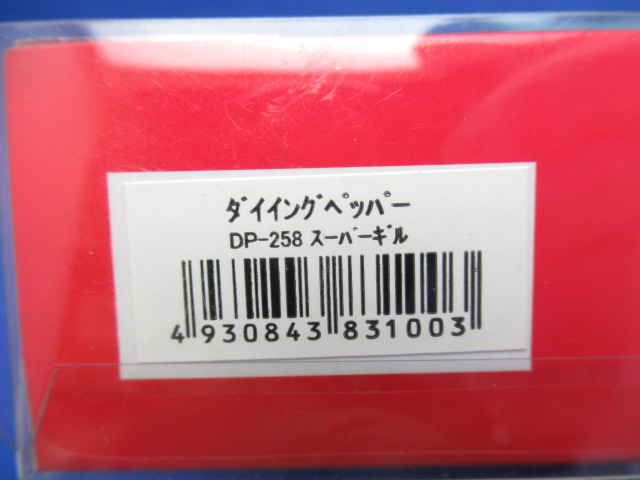 ﾀﾞｲｲﾝｸﾞﾍﾟｯﾊﾟｰ
DP-258 ｽｰﾊﾟｰｷﾞﾙ
4 930843 831003